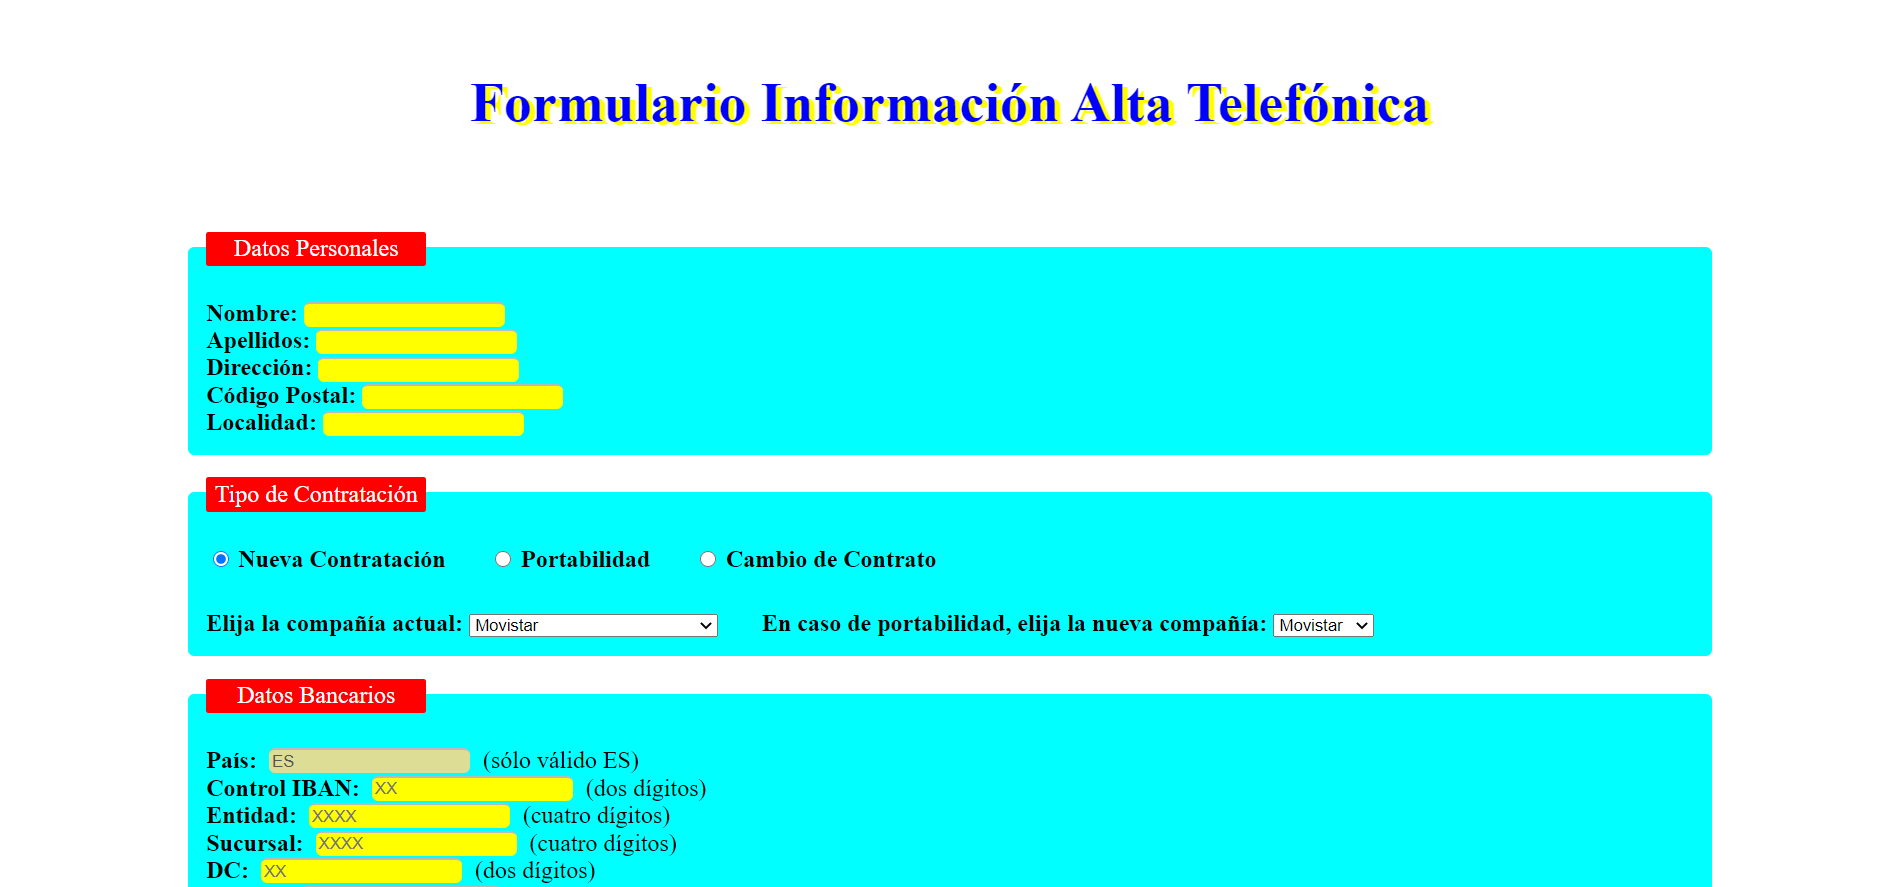 Formulario Información Alta Telefónica
Datos Personales
Nombre:
Apellidos:
Dirección:
Código Postal:
Localidad:
Tipo de Contratación
Nueva Contratación Portabilidad Cambio de Contrato
Elija la compañía actual: Movistar En caso de portabilidad, elija la nueva compañía: Movistar
Datos Bancarios
País: ES (sólo válido ES)
Control IBAN: XX (dos dígitos)
Entidad: XXXX (cuatro dígitos)
Sucursal: XXXX (cuatro dígitos)
DC: XX (dos dígitos)